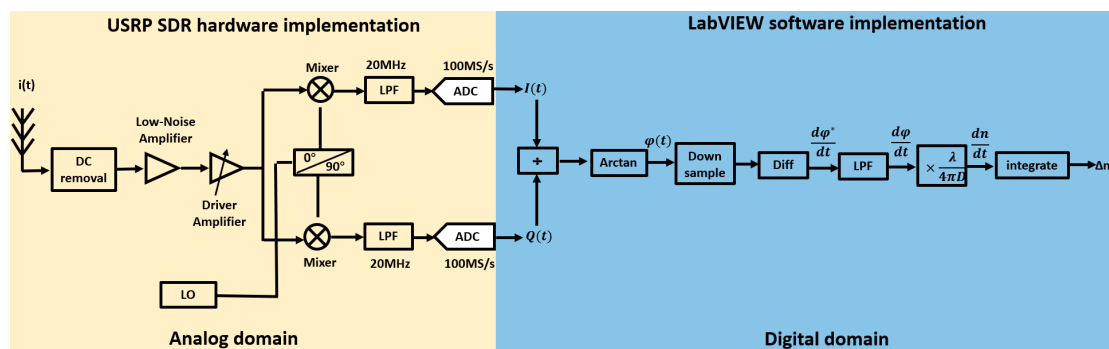 USRP SDR hardware implementation
LabVIEW software implementation
i(t)
Low-Noise
Amplifier
DC
removal
Driver
Amplifier
Mixer
20MHz
LPF
100MS/s
ADC
I(t)
0°
90°
÷
Arctan
φ(t)
Down
sample
Diff
dφ*
dt
LPF
dφ
dt
× λ
4πD
dn
dt
integrate
Δn
Mixer
LPF
20MHz
ADC
100MS/s
Q(t)
LO
Analog domain
Digital domain